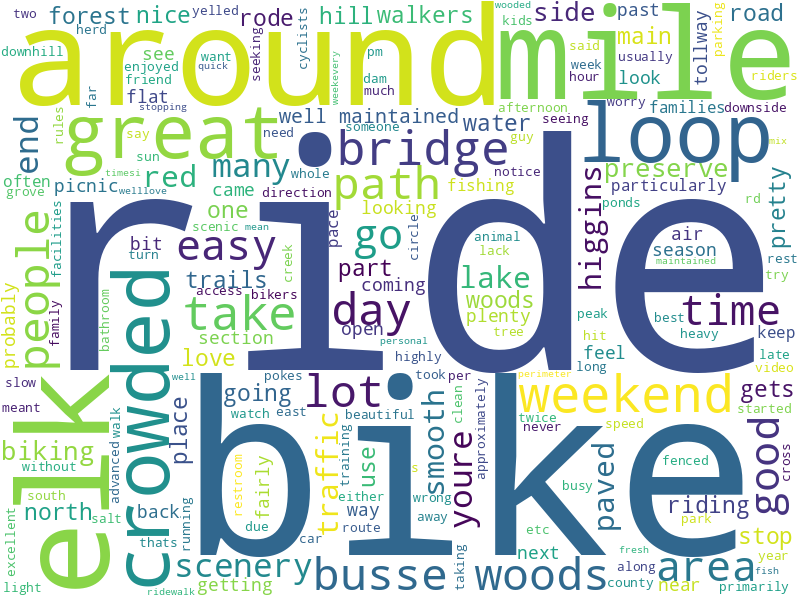 two
yelled
wooded
kids
herd
forest
nice
rode
seeking
cyclists
hill
walkers
side
past
want
pm
said
parking
road
downhill
see
enjoyed
friend
quick
around
dam
much
weekevery
week
hour
usually
main
look
tollway
riders
mile
flat
stopping
far
rules
great
say
need
sun
well maintained
someone
water
afternoon
seeing
guy
worry
families
downside
mix
end
timesi
whole
bridge
notice
loop
many
picnic
red
came
direction
path
fishing
looking
preserve
particularly
often
grove
welllove
one
scenic
mean
pace
circle
go
animal
lack
higgins
ponds
rd
pretty
people
facilities
bit
turn
easy
access
bikers
creek
part
coming
lake
air
season
maintained
rest
try
ride
trails
take
day
woods
plenty
tree
time
section
open
personal
peak
best
heavy
keep
probably
family
bathroom
love
highly
hit
feel
late
long
video
slow
meant
elk
crowded
well
going
pokes
lot
took
per
perimeter
weekend
gets
started
biking
without
walk
advanced
place
watch
east
beautiful
clean
approximately
twice
never
speed
good
cross
south
north
salt
back
running
restroom
fairly
traffic
training
use
is
smooth
youre
wrong
either
away
busy
paved
fenced
riding
park
bike
excellent
thats
due
way
route
car
etc
next
stop
year
light
ridewalk
scenery
getting
busse woods
taking
fresh
along
county
area
near
fish
primarily